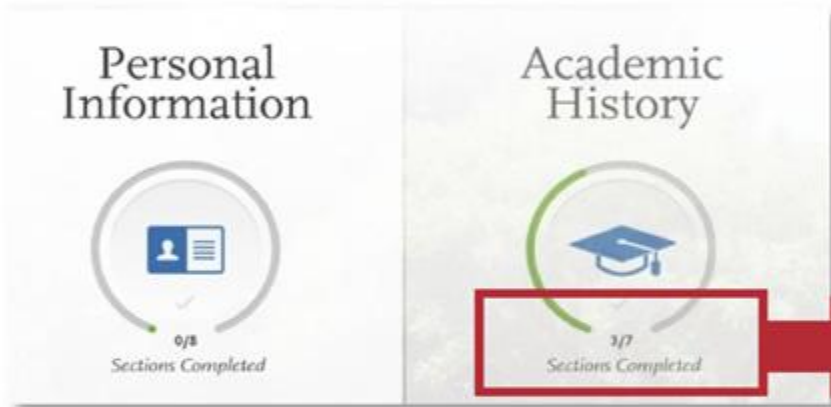 Personal
Information
0/8
Sections Completed
Academic
History
3/7
Sections Completed